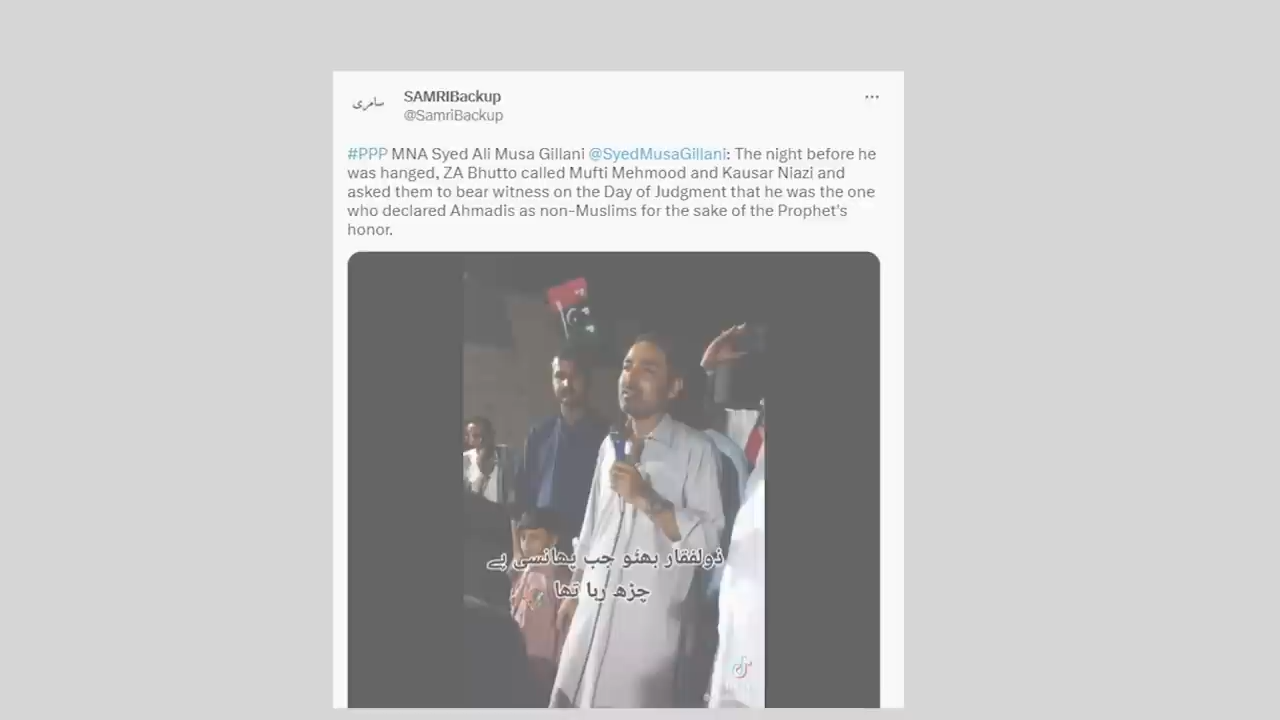 سامری
SAMRIBackup
@SamriBackup
#PPP MNA Syed Ali Musa Gillani @SyedMusaGillani: The night before he
was hanged, ZA Bhutto called Mufti Mehmood and Kausar Niazi and
asked them to bear witness on the Day of Judgment that he was the one
who declared Ahmadis as non-Muslims for the sake of the Prophet's
honor.
ذولفقار بھٹو جب پھانسی پے
چڑھ رہا تھا